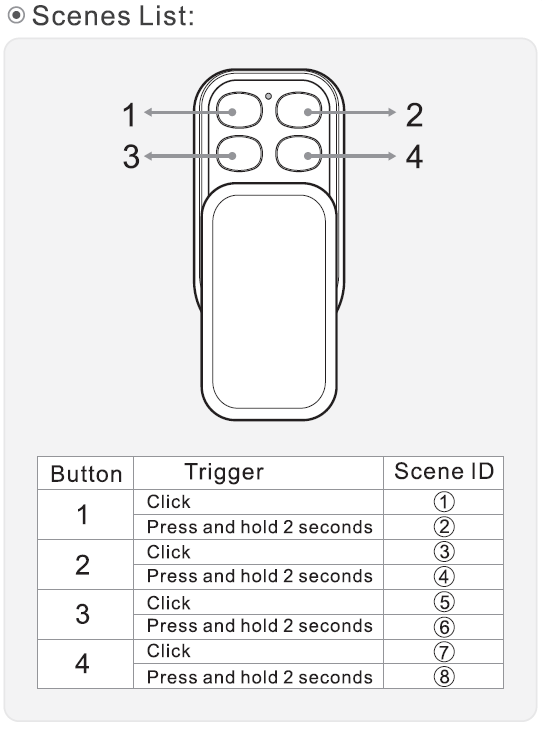 Scenes List:
1 2
3 4
Button Trigger Scene ID
1 Click ①
Press and hold 2 seconds ②
2 Click ③
Press and hold 2 seconds ④
3 Click ⑤
Press and hold 2 seconds ⑥
4 Click ⑦
Press and hold 2 seconds ⑧